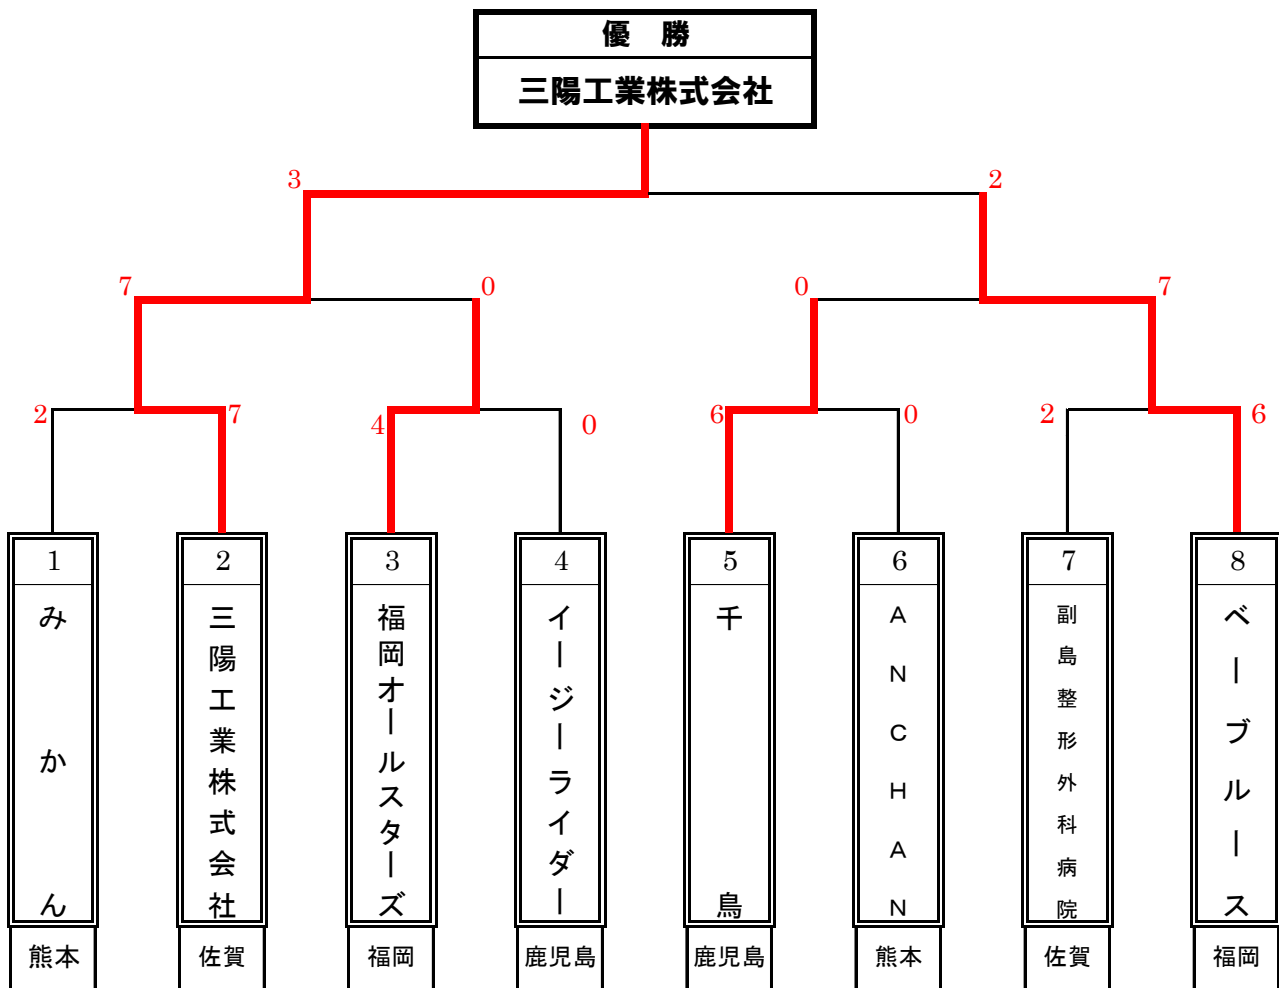 優　勝
三陽工業株式会社
3
2
7
0
0
7
2
7
4
0
6
0
2
6
1
2
3
4
5
6
7
8
みかん
三陽工業株式会社
福岡オールスターズ
イージーライダー
千鳥
ＡＮＣＨＡＮ
副島整形外科病院
ベーブルース
熊本
佐賀
福岡
鹿児島
鹿児島
熊本
佐賀
福岡